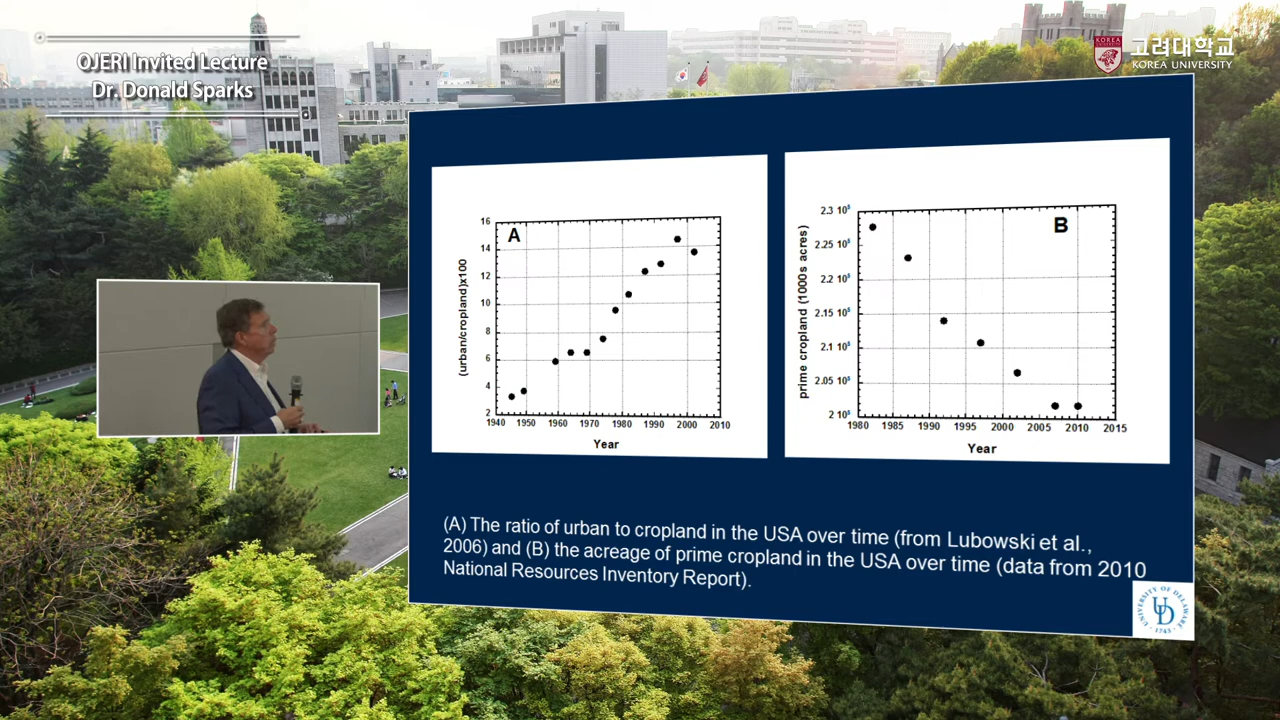 OJERI Invited Lecture
Dr. Donald Sparks
고려대학교
KOREA UNIVERSITY
A
(urban/cropland)x100
16
14
12
10
8
6
4
2
1940 1950 1960 1970 1980 1990 2000 2010
Year
B
prime cropland (1000s acres)
2.3 10⁵
2.25 10⁵
2.2 10⁵
2.15 10⁵
2.1 10⁵
2.05 10⁵
2 10⁵
1980 1985 1990 1995 2000 2005 2010 2015
Year
(A) The ratio of urban to cropland in the USA over time (from Lubowski et al.,
2006) and (B) the acreage of prime cropland in the USA over time (data from 2010
National Resources Inventory Report).
UNIVERSITY OF DELAWARE
UD
1743